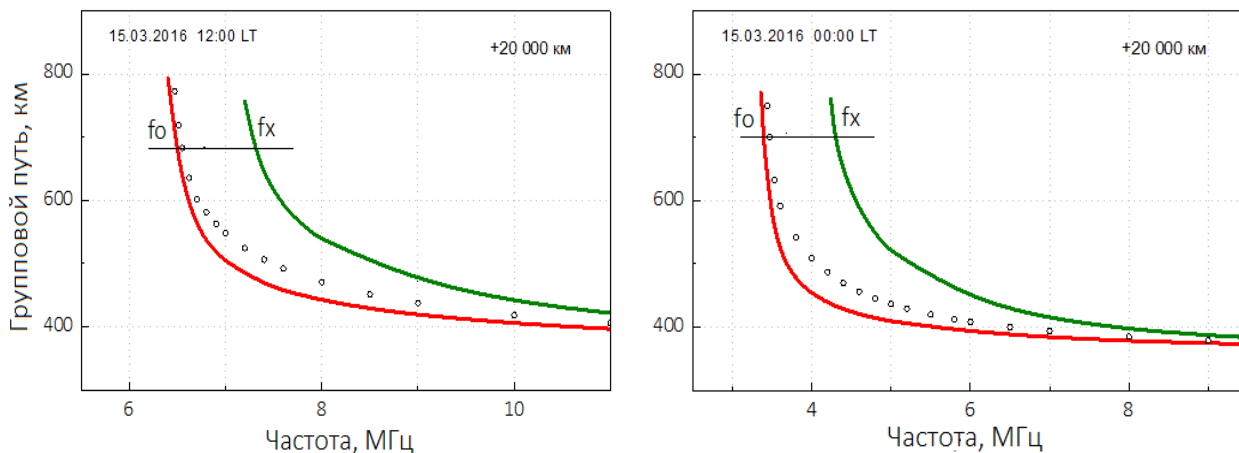 15.03.2016 12:00 LT
+20 000 км
800
600
400
fo
fx
6
8
10
Групповой путь, км
Частота, МГц
15.03.2016 00:00 LT
+20 000 км
800
600
400
fo
fx
4
6
8
Частота, МГц